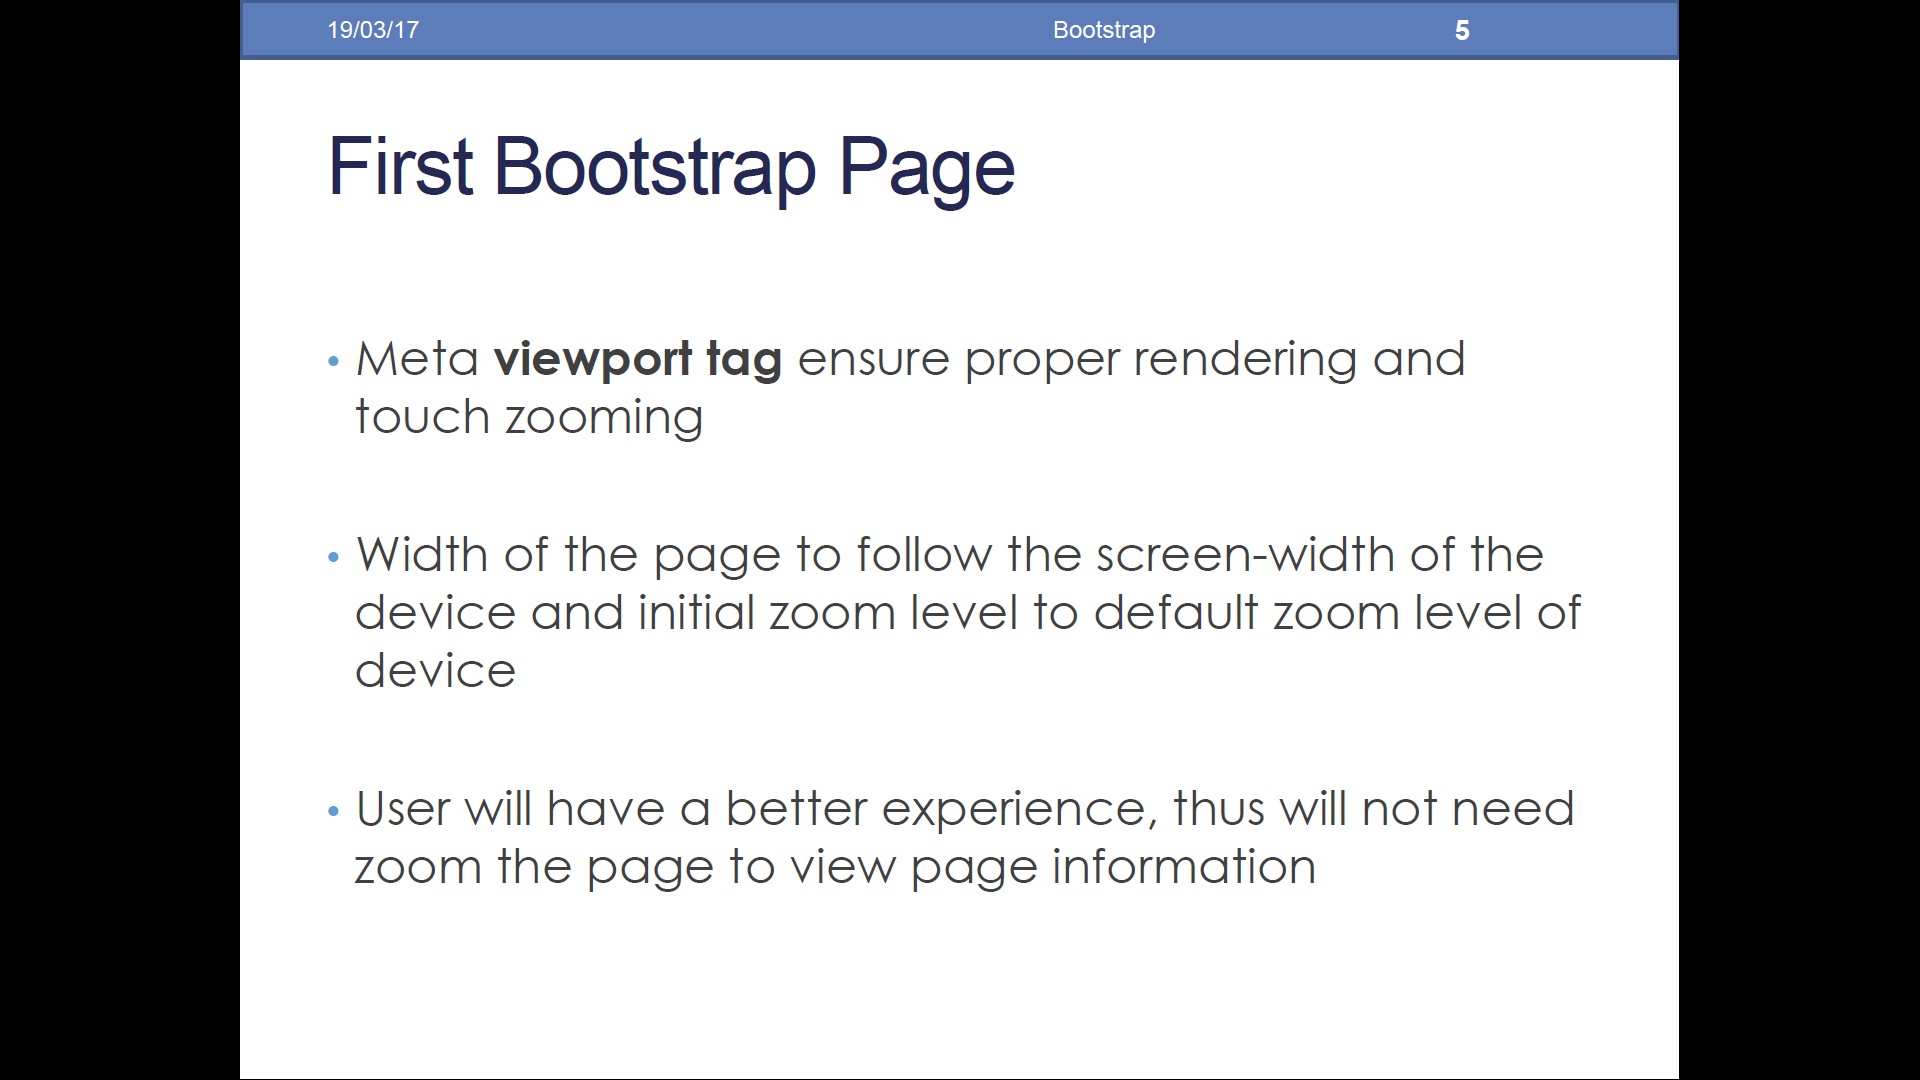 19/03/17 Bootstrap 5
First Bootstrap Page
• Meta viewport tag ensure proper rendering and
touch zooming
• Width of the page to follow the screen-width of the
device and initial zoom level to default zoom level of
device
• User will have a better experience, thus will not need
zoom the page to view page information